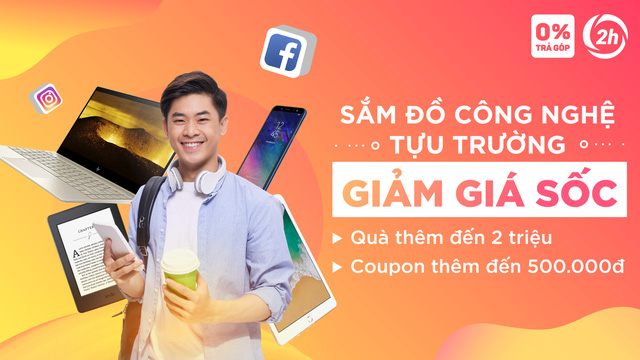 0%
TRẢ GÓP
2h
SẮM ĐỒ CÔNG NGHỆ
TỰU TRƯỜNG
GIẢM GIÁ SỐC
Quà thêm đến 2 triệu
Coupon thêm đến 500.000đ